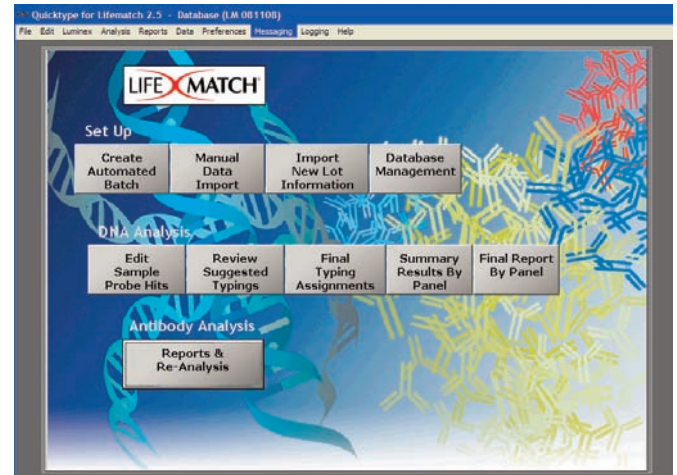 Quicktype for Lifematch 2.5 - Database (LM 081108)
File Edit Luminex Analysis Reports Data Preferences Messaging Logging Help
LIFE MATCH
Set Up
Create
Automated
Batch
Manual
Data
Import
Import
New Lot
Information
Database
Management
DNA Analysis
Edit
Sample
Probe Hits
Review
Suggested
Typings
Final
Typing
Assignments
Summary
Results By
Panel
Final Report
By Panel
Antibody Analysis
Reports &
Re-Analysis